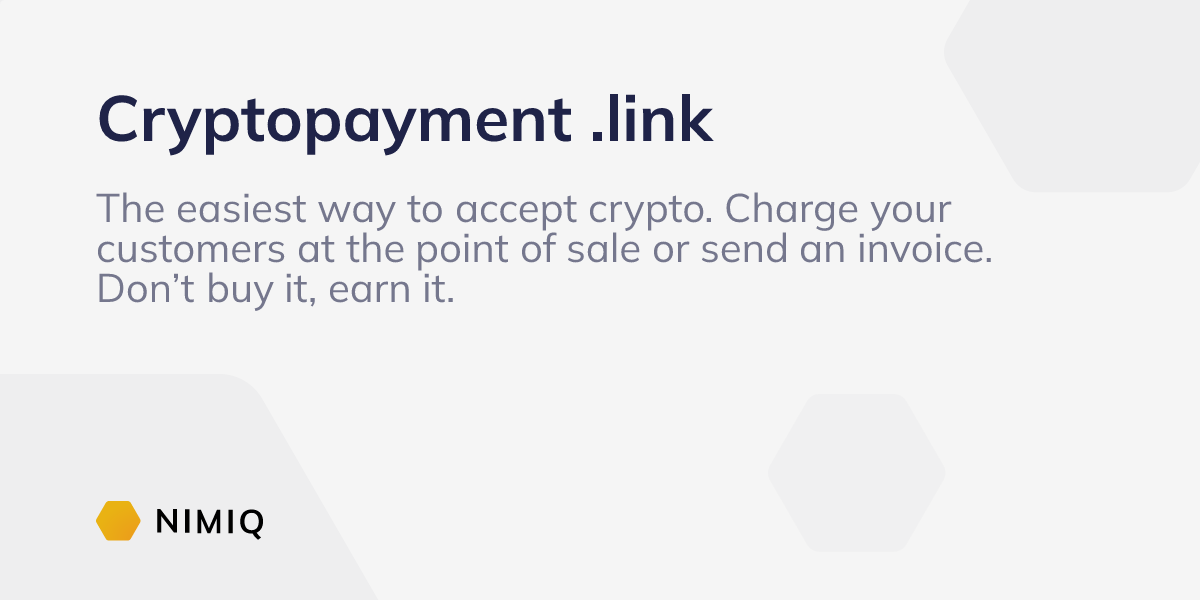 Cryptopayment .link
The easiest way to accept crypto. Charge your
customers at the point of sale or send an invoice.
Don’t buy it, earn it.
NIMIQ